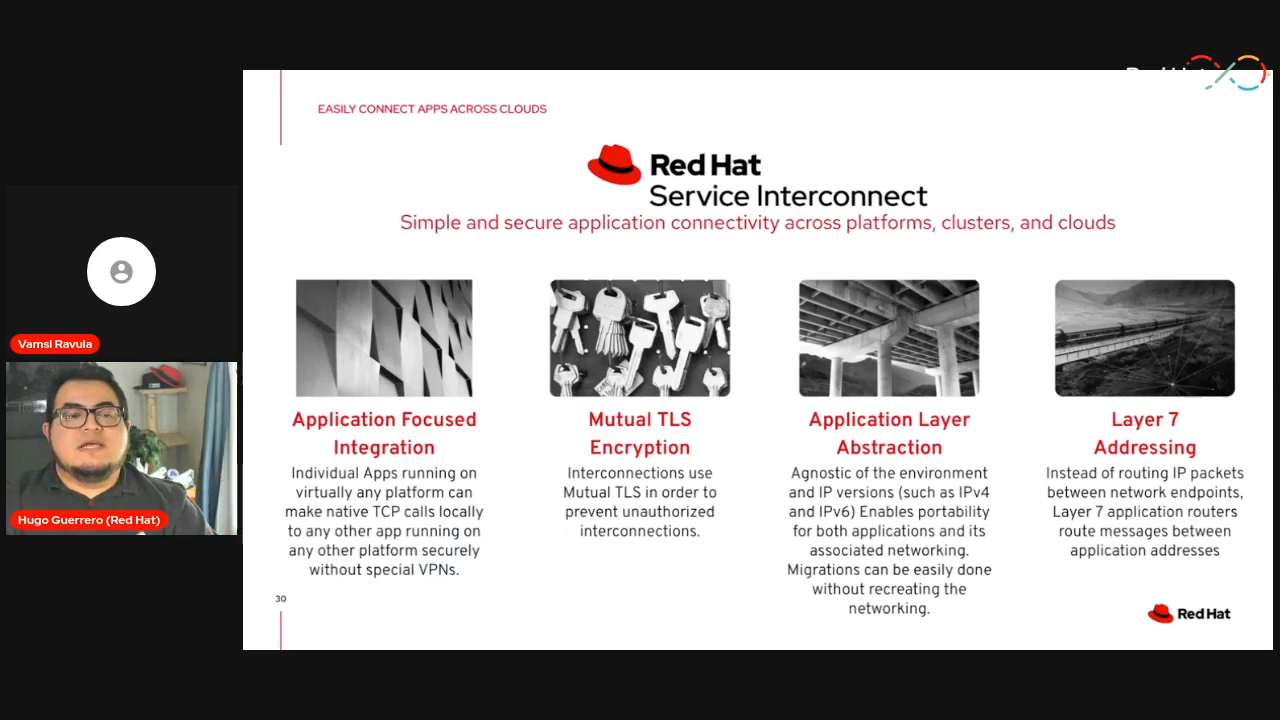 EASILY CONNECT APPS ACROSS CLOUDS
Red Hat
Service Interconnect
Simple and secure application connectivity across platforms, clusters, and clouds
Application Focused
Integration
Individual Apps running on
virtually any platform can
make native TCP calls locally
to any other app running on
any other platform securely
without special VPNs.
Mutual TLS
Encryption
Interconnections use
Mutual TLS in order to
prevent unauthorized
interconnections.
Application Layer
Abstraction
Agnostic of the environment
and IP versions (such as IPv4
and IPv6) Enables portability
for both applications and its
associated networking.
Migrations can be easily done
without recreating the
networking.
Layer 7
Addressing
Instead of routing IP packets
between network endpoints,
Layer 7 application routers
route messages between
application addresses
30
Red Hat
Vamsi Ravula
Hugo Guerrero (Red Hat)